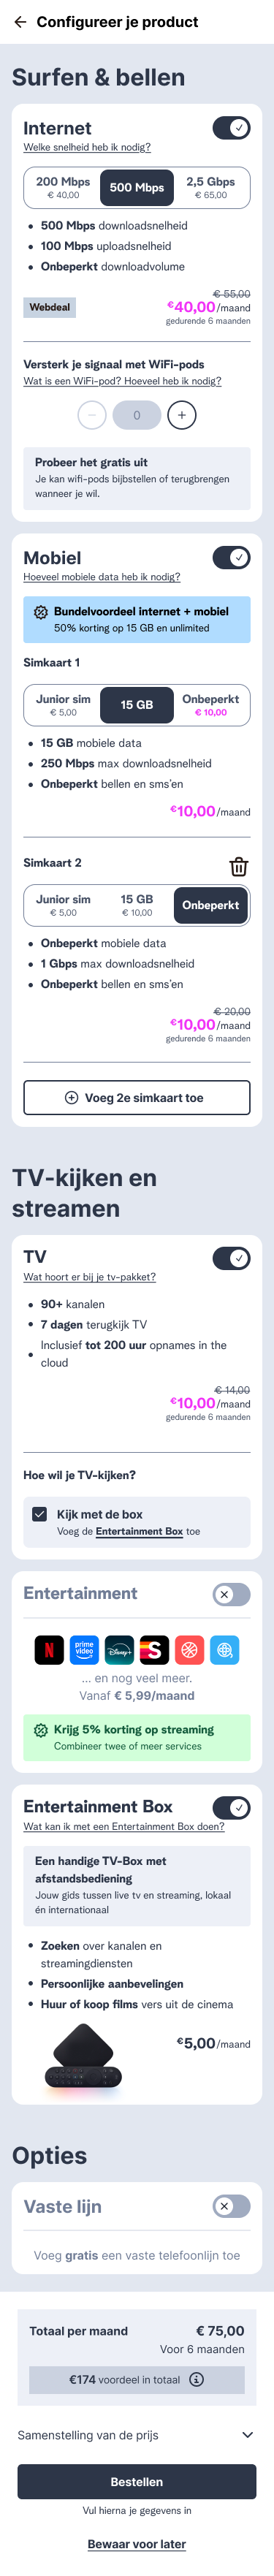 Configureer je product
Surfen & bellen
Internet
Welke snelheid heb ik nodig?
200 Mbps
€ 40,00
500 Mbps
2,5 Gbps
€ 65,00
500 Mbps downloadsnelheid
100 Mbps uploadsnelheid
Onbeperkt downloadvolume
Webdeal
€ 55,00
€40,00/maand
gedurende 6 maanden
Versterk je signaal met WiFi-pods
Wat is een WiFi-pod? Hoeveel heb ik nodig?
0
Probeer het gratis uit
Je kan wifi-pods bijbstellen of terugbrengen
wanneer je wil.
Mobiel
Hoeveel mobiele data heb ik nodig?
Bundelvoordeel internet + mobiel
50% korting op 15 GB en unlimited
Simkaart 1
Junior sim
€ 5,00
15 GB
Onbeperkt
€ 10,00
15 GB mobiele data
250 Mbps max downloadsnelheid
Onbeperkt bellen en sms'en
€10,00/maand
Simkaart 2
Junior sim
€ 5,00
15 GB
€ 10,00
Onbeperkt
Onbeperkt mobiele data
1 Gbps max downloadsnelheid
Onbeperkt bellen en sms'en
€ 20,00
€10,00/maand
gedurende 6 maanden
Voeg 2e simkaart toe
TV-kijken en
streamen
TV
Wat hoort er bij je tv-pakket?
90+ kanalen
7 dagen terugkijk TV
Inclusief tot 200 uur opnames in the
cloud
€ 14,00
€10,00/maand
gedurende 6 maanden
Hoe wil je TV-kijken?
Kijk met de box
Voeg de Entertainment Box toe
Entertainment
N
prime
video
Disney+
S
... en nog veel meer.
Vanaf € 5,99/maand
Krijg 5% korting op streaming
Combineer twee of meer services
Entertainment Box
Wat kan ik met een Entertainment Box doen?
Een handige TV-Box met
afstandsbediening
Jouw gids tussen live tv en streaming, lokaal
én internationaal
Zoeken over kanalen en
streamingdiensten
Persoonlijke aanbevelingen
Huur of koop films vers uit de cinema
€5,00/maand
Opties
Vaste lijn
Voeg gratis een vaste telefoonlijn toe
Totaal per maand
€ 75,00
Voor 6 maanden
€174 voordeel in totaal
Samenstelling van de prijs
Bestellen
Vul hierna je gegevens in
Bewaar voor later